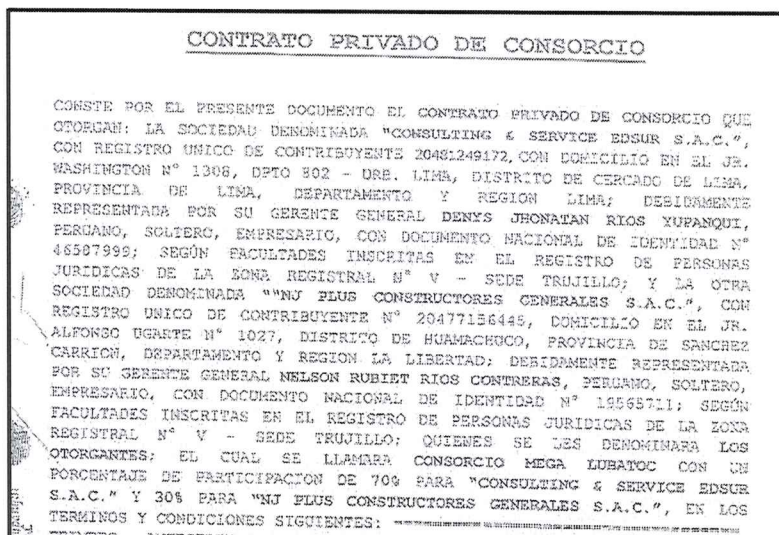 CONTRATO PRIVADO DE CONSORCIO
CONSTE POR EL PRESENTE DOCUMENTO EL CONTRATO PRIVADO DE CONSORCIO QUE
OTORGAN: LA SOCIEDAD DENOMINADA "CONSULTING & SERVICE EDSUR S.A.C.",
CON REGISTRO UNICO DE CONTRIBUYENTE 20481249172, CON DOMICILIO EN EL JR.
WASHINGTON N° 1308, DPTO 802 - URB. LIMA, DISTRITO DE CERCADO DE LIMA,
PROVINCIA DE LIMA, DEPARTAMENTO Y REGION LIMA; DEBIDAMENTE
REPRESENTADA POR SU GERENTE GENERAL DENYS JHONATAN RIOS YUPANQUI,
PERUANO, SOLTERO, EMPRESARIO, CON DOCUMENTO NACIONAL DE IDENTIDAD N°
46587999; SEGÚN FACULTADES INSCRITAS EN EL REGISTRO DE PERSONAS
JURIDICAS DE LA ZONA REGISTRAL N° V - SEDE TRUJILLO; Y LA OTRA
SOCIEDAD DENOMINADA ""NJ PLUS CONSTRUCTORES GENERALES S.A.C.", CON
REGISTRO UNICO DE CONTRIBUYENTE N° 20477156445, DOMICILIO EN EL JR.
ALFONSO UGARTE N° 1027, DISTRITO DE HUAMACHUCO, PROVINCIA DE SANCHEZ
CARRION, DEPARTAMENTO Y REGION LA LIBERTAD; DEBIDAMENTE REPRESENTADA
POR SU GERENTE GENERAL NELSON RUBIET RIOS CONTRERAS, PERUANO, SOLTERO,
EMPRESARIO, CON DOCUMENTO NACIONAL DE IDENTIDAD N° 19565711; SEGÚN
FACULTADES INSCRITAS EN EL REGISTRO DE PERSONAS JURIDICAS DE LA ZONA
REGISTRAL N° V - SEDE TRUJILLO; QUIENES SE LES DENOMINARA LOS
OTORGANTES; EL CUAL SE LLAMARA CONSORCIO MEGA LUBATOC CON UN
PORCENTAJE DE PARTICIPACION DE 70% PARA "CONSULTING & SERVICE EDSUR
S.A.C." Y 30% PARA "NJ PLUS CONSTRUCTORES GENERALES S.A.C.", EN LOS
TERMINOS Y CONDICIONES SIGUIENTES: